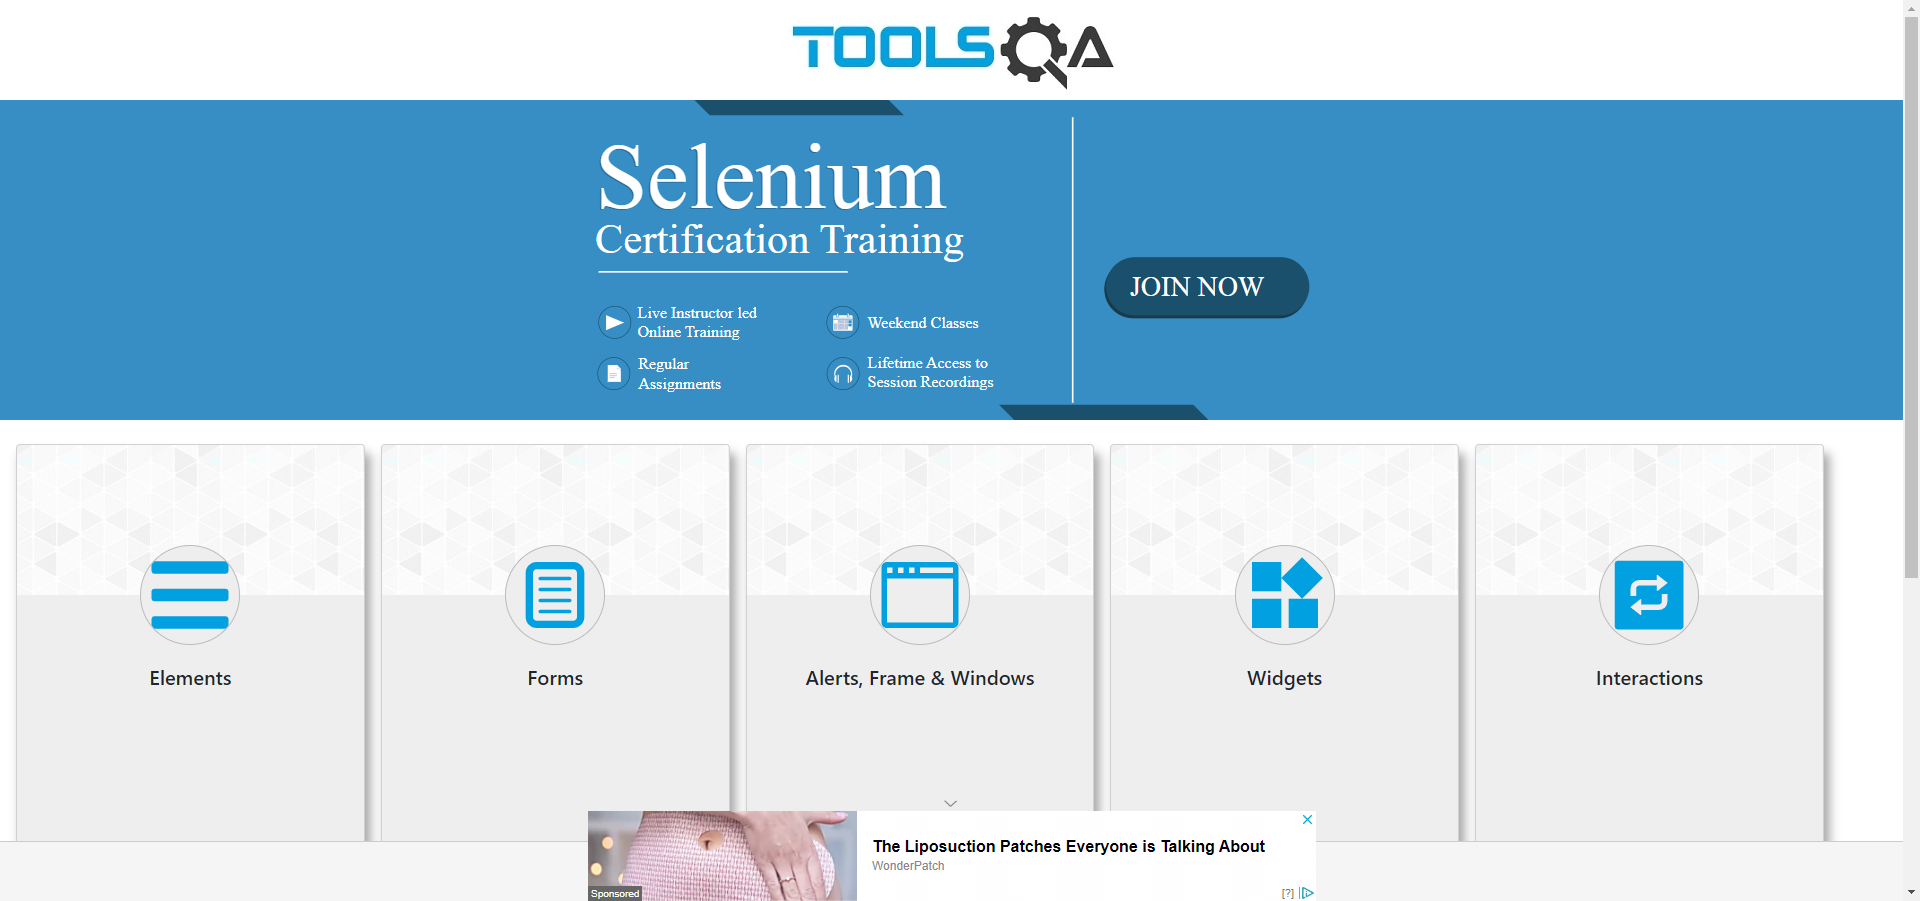 TOOLSQA
Selenium
Certification Training
Live Instructor led
Online Training
Weekend Classes
Regular
Assignments
Lifetime Access to
Session Recordings
JOIN NOW
Elements
Forms
Alerts, Frame & Windows
Widgets
Interactions
The Liposuction Patches Everyone is Talking About
WonderPatch
Sponsored
[?]